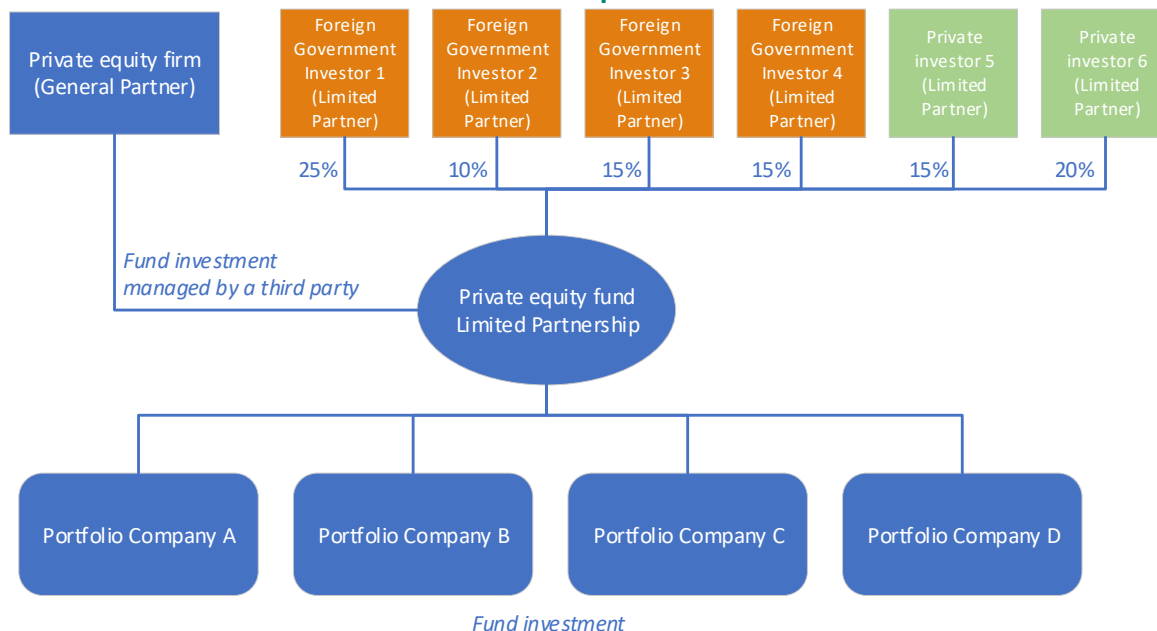 Private equity firm
(General Partner)
Foreign
Government
Investor 1
(Limited
Partner)
Foreign
Government
Investor 2
(Limited
Partner)
Foreign
Government
Investor 3
(Limited
Partner)
Foreign
Government
Investor 4
(Limited
Partner)
Private
investor 5
(Limited
Partner)
Private
investor 6
(Limited
Partner)
25%
10%
15%
15%
15%
20%
Fund investment
managed by a third party
Private equity fund
Limited Partnership
Portfolio Company A
Portfolio Company B
Portfolio Company C
Portfolio Company D
Fund investment